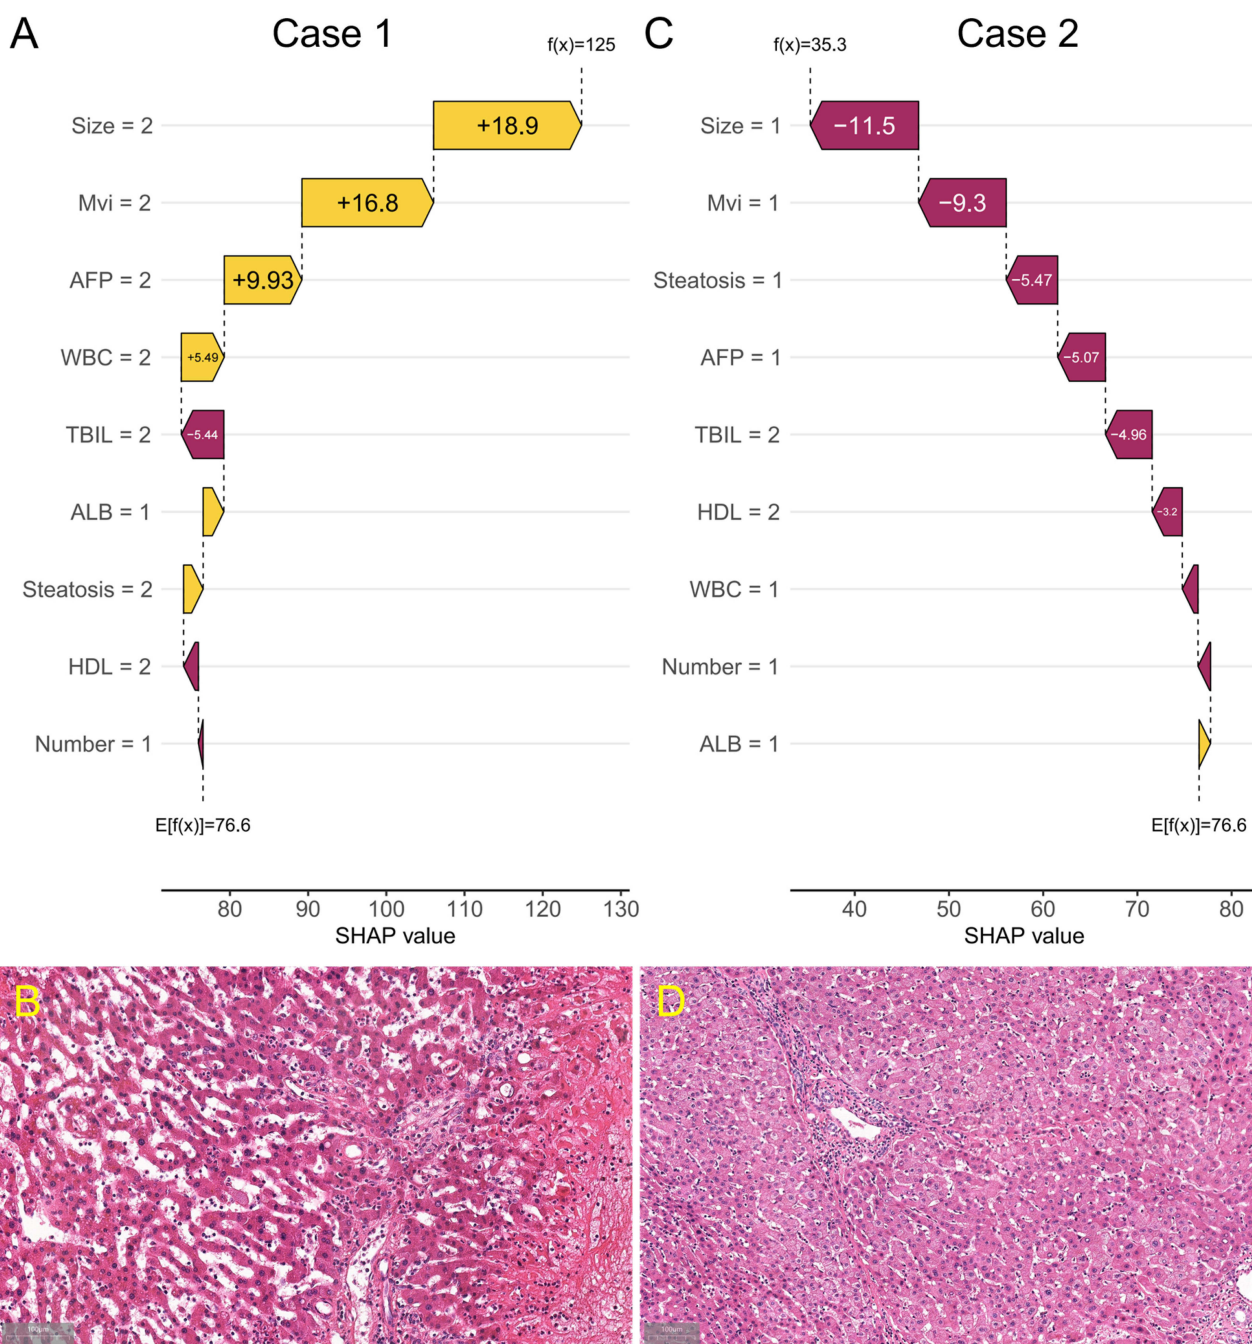 A
Case 1
f(x)=125
Size = 2
+18.9
Mvi = 2
+16.8
AFP = 2
+9.93
WBC = 2
+5.49
TBIL = 2
−5.44
ALB = 1
Steatosis = 2
HDL = 2
Number = 1
E[f(x)]=76.6
80 90 100 110 120 130
SHAP value
C
Case 2
f(x)=35.3
Size = 1
−11.5
Mvi = 1
−9.3
Steatosis = 1
−5.47
AFP = 1
−5.07
TBIL = 2
−4.96
HDL = 2
−3.2
WBC = 1
Number = 1
ALB = 1
E[f(x)]=76.6
40 50 60 70 80
SHAP value
B
100μm
D
100μm